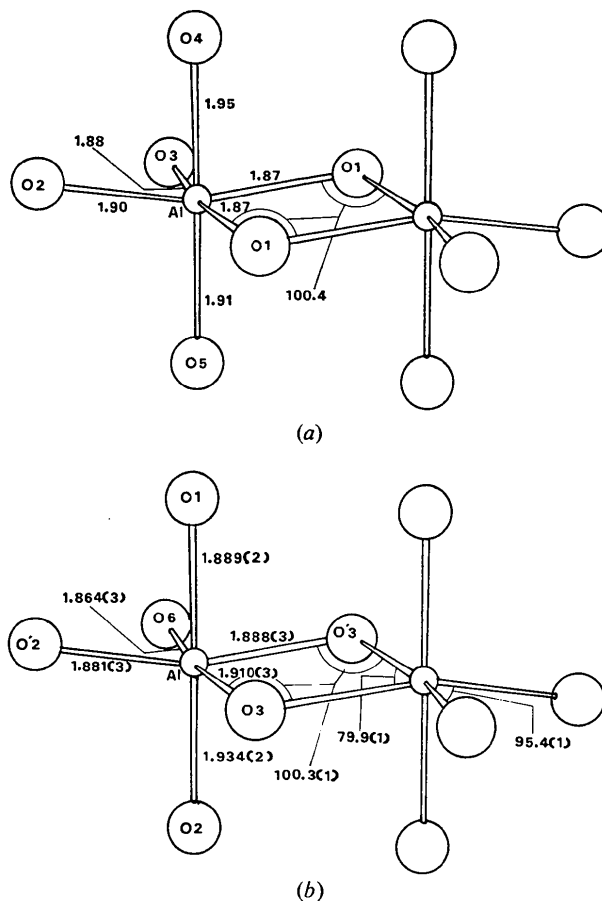 O4
1.95
1.88
O3
O1
1.87
O2
1.90
Al
1.87
O1
100.4
1.91
O5
(a)
O1
1.889(2)
1.864(3)
O6
O'3
1.888(3)
O'2
1.881(3)
Al
1.910(3)
O3
79.9(1)
95.4(1)
1.934(2)
100.3(1)
O2
(b)